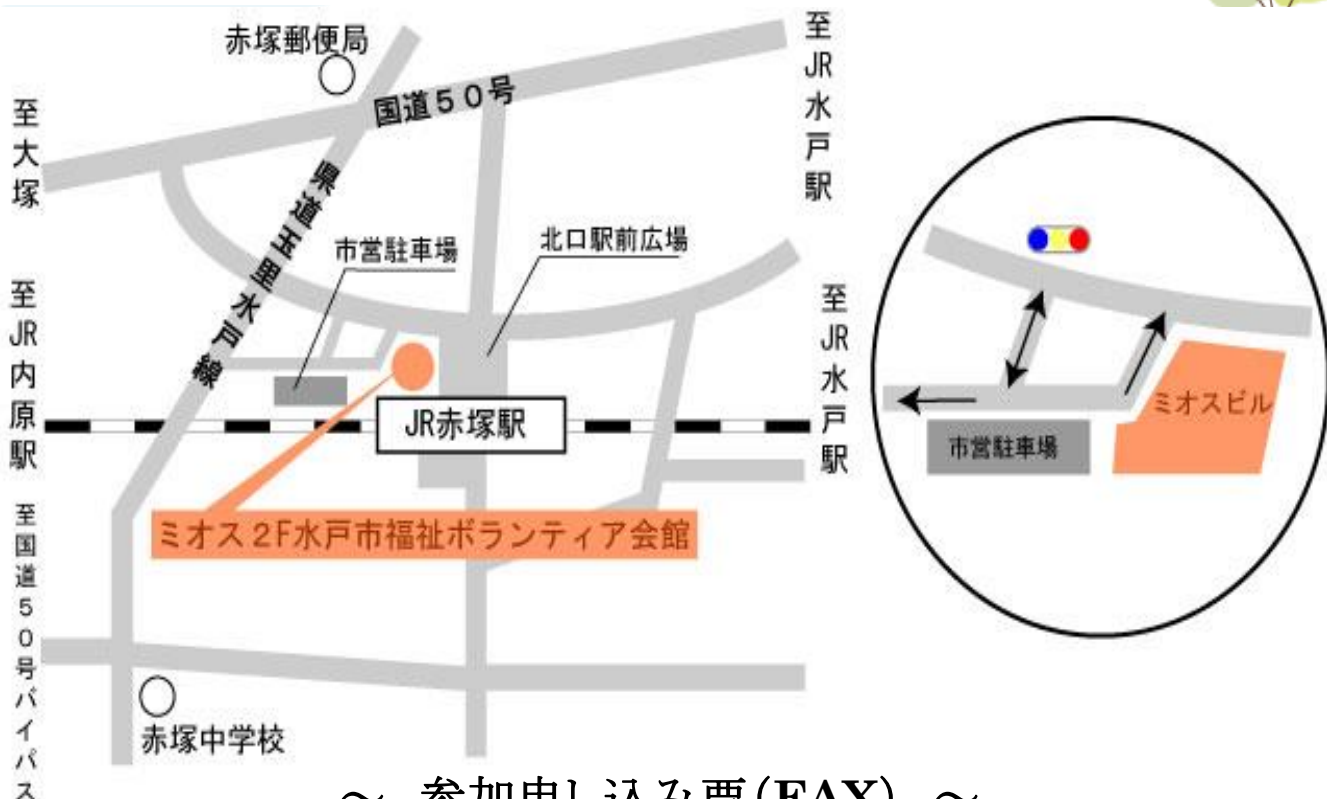 赤塚郵便局
国道50号
至JR水戸駅
至大塚
県道玉里水戸線
市営駐車場
北口駅前広場
至JR内原駅
至JR水戸駅
JR赤塚駅
ミオス2F水戸市福祉ボランティア会館
至国道50号バイパス
赤塚中学校
ミオスビル
市営駐車場
～ 参加申し込み票(FAX) ～